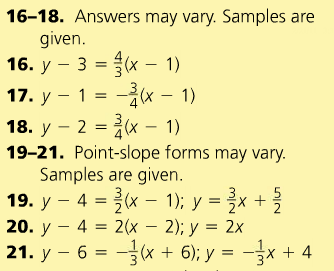 16–18. Answers may vary. Samples are
given.
16. y − 3 = 4/3(x − 1)
17. y − 1 = −3/4(x − 1)
18. y − 2 = 3/4(x − 1)
19–21. Point-slope forms may vary.
Samples are given.
19. y − 4 = 3/2(x − 1); y = 3/2x + 5/2
20. y − 4 = 2(x − 2); y = 2x
21. y − 6 = −1/3(x + 6); y = −1/3x + 4